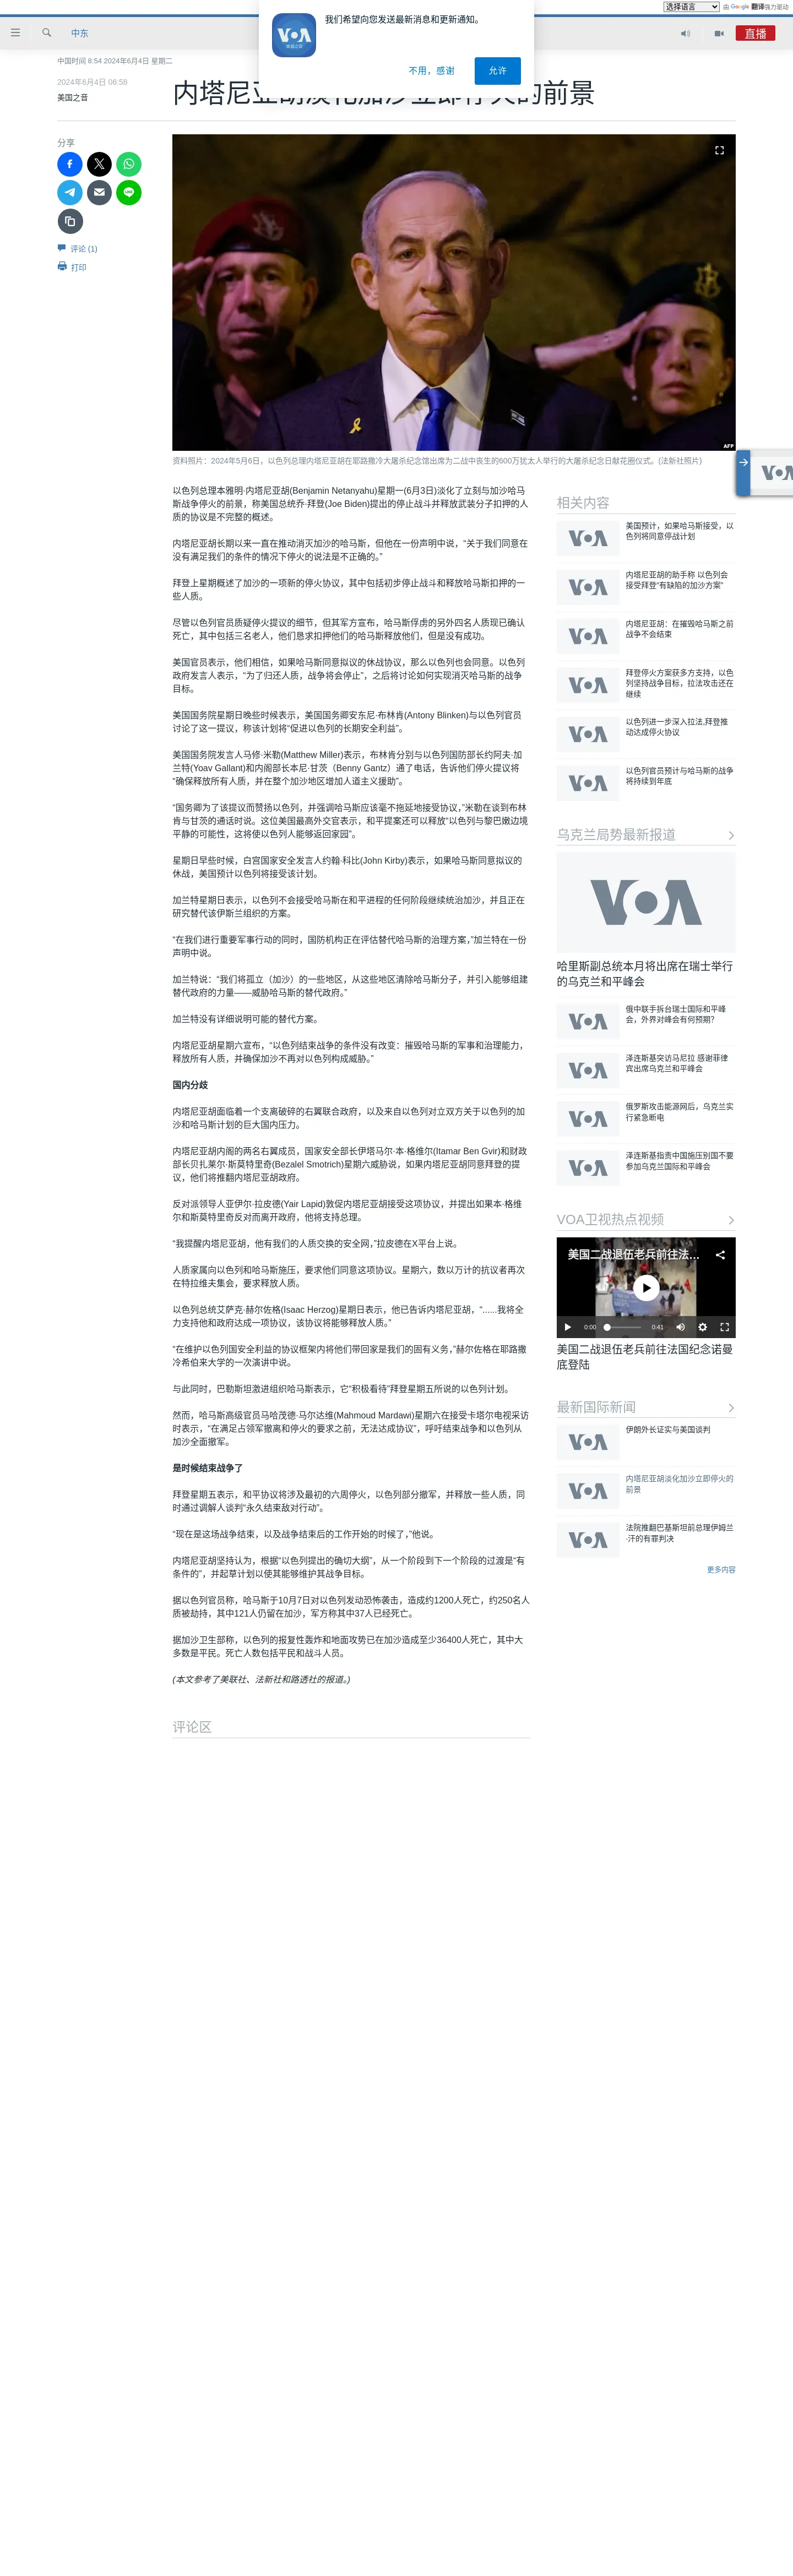 选择语言
由 Google 翻译强力驱动
中东
直播
VOA
美国之音
我们希望向您发送最新消息和更新通知。
不用，感谢
允许
中国时间 8:54 2024年6月4日 星期二
2024年6月4日 06:58
美国之音
分享
评论 (1)
打印
AFP
资料照片：2024年5月6日，以色列总理内塔尼亚胡在耶路撒冷大屠杀纪念馆出席为二战中丧生的600万犹太人举行的大屠杀纪念日献花圈仪式。(法新社照片)
以色列总理本雅明·内塔尼亚胡(Benjamin Netanyahu)星期一(6月3日)淡化了立刻与加沙哈马
斯战争停火的前景，称美国总统乔·拜登(Joe Biden)提出的停止战斗并释放武装分子扣押的人
质的协议是不完整的概述。
内塔尼亚胡长期以来一直在推动消灭加沙的哈马斯，但他在一份声明中说，“关于我们同意在
没有满足我们的条件的情况下停火的说法是不正确的。”
拜登上星期概述了加沙的一项新的停火协议，其中包括初步停止战斗和释放哈马斯扣押的一
些人质。
尽管以色列官员质疑停火提议的细节，但其军方宣布，哈马斯俘虏的另外四名人质现已确认
死亡，其中包括三名老人，他们恳求扣押他们的哈马斯释放他们，但是没有成功。
美国官员表示，他们相信，如果哈马斯同意拟议的休战协议，那么以色列也会同意。以色列
政府发言人表示，“为了归还人质，战争将会停止”，之后将讨论如何实现消灭哈马斯的战争
目标。
美国国务院星期日晚些时候表示，美国国务卿安东尼·布林肯(Antony Blinken)与以色列官员
讨论了这一提议，称该计划将“促进以色列的长期安全利益”。
美国国务院发言人马修·米勒(Matthew Miller)表示，布林肯分别与以色列国防部长约阿夫·加
兰特(Yoav Gallant)和内阁部长本尼·甘茨（Benny Gantz）通了电话，告诉他们停火提议将
“确保释放所有人质，并在整个加沙地区增加人道主义援助”。
“国务卿为了该提议而赞扬以色列，并强调哈马斯应该毫不拖延地接受协议，”米勒在谈到布林
肯与甘茨的通话时说。这位美国最高外交官表示，和平提案还可以释放“以色列与黎巴嫩边境
平静的可能性，这将使以色列人能够返回家园”。
星期日早些时候，白宫国家安全发言人约翰·科比(John Kirby)表示，如果哈马斯同意拟议的
休战，美国预计以色列将接受该计划。
加兰特星期日表示，以色列不会接受哈马斯在和平进程的任何阶段继续统治加沙，并且正在
研究替代该伊斯兰组织的方案。
“在我们进行重要军事行动的同时，国防机构正在评估替代哈马斯的治理方案，”加兰特在一份
声明中说。
加兰特说：“我们将孤立（加沙）的一些地区，从这些地区清除哈马斯分子，并引入能够组建
替代政府的力量——威胁哈马斯的替代政府。”
加兰特没有详细说明可能的替代方案。
内塔尼亚胡星期六宣布，“以色列结束战争的条件没有改变：摧毁哈马斯的军事和治理能力，
释放所有人质，并确保加沙不再对以色列构成威胁。”
国内分歧
内塔尼亚胡面临着一个支离破碎的右翼联合政府，以及来自以色列对立双方关于以色列的加
沙和哈马斯计划的巨大国内压力。
内塔尼亚胡内阁的两名右翼成员，国家安全部长伊塔马尔·本·格维尔(Itamar Ben Gvir)和财政
部长贝扎莱尔·斯莫特里奇(Bezalel Smotrich)星期六威胁说，如果内塔尼亚胡同意拜登的提
议，他们将推翻内塔尼亚胡政府。
反对派领导人亚伊尔·拉皮德(Yair Lapid)敦促内塔尼亚胡接受这项协议，并提出如果本·格维
尔和斯莫特里奇反对而离开政府，他将支持总理。
“我提醒内塔尼亚胡，他有我们的人质交换的安全网，”拉皮德在X平台上说。
人质家属向以色列和哈马斯施压，要求他们同意这项协议。星期六，数以万计的抗议者再次
在特拉维夫集会，要求释放人质。
以色列总统艾萨克·赫尔佐格(Isaac Herzog)星期日表示，他已告诉内塔尼亚胡，“......我将全
力支持他和政府达成一项协议，该协议将能够释放人质。”
“在维护以色列国安全利益的协议框架内将他们带回家是我们的固有义务，”赫尔佐格在耶路撒
冷希伯来大学的一次演讲中说。
与此同时，巴勒斯坦激进组织哈马斯表示，它“积极看待”拜登星期五所说的以色列计划。
然而，哈马斯高级官员马哈茂德·马尔达维(Mahmoud Mardawi)星期六在接受卡塔尔电视采访
时表示，“在满足占领军撤离和停火的要求之前，无法达成协议”，呼吁结束战争和以色列从
加沙全面撤军。
是时候结束战争了
拜登星期五表示，和平协议将涉及最初的六周停火，以色列部分撤军，并释放一些人质，同
时通过调解人谈判“永久结束敌对行动”。
“现在是这场战争结束，以及战争结束后的工作开始的时候了，”他说。
内塔尼亚胡坚持认为，根据“以色列提出的确切大纲”，从一个阶段到下一个阶段的过渡是“有
条件的”，并起草计划以使其能够维护其战争目标。
据以色列官员称，哈马斯于10月7日对以色列发动恐怖袭击，造成约1200人死亡，约250名人
质被劫持，其中121人仍留在加沙，军方称其中37人已经死亡。
据加沙卫生部称，以色列的报复性轰炸和地面攻势已在加沙造成至少36400人死亡，其中大
多数是平民。死亡人数包括平民和战斗人员。
(本文参考了美联社、法新社和路透社的报道。)
评论区
相关内容
美国预计，如果哈马斯接受，以
色列将同意停战计划
内塔尼亚胡的助手称 以色列会
接受拜登“有缺陷的加沙方案”
内塔尼亚胡：在摧毁哈马斯之前
战争不会结束
拜登停火方案获多方支持，以色
列坚持战争目标，拉法攻击还在
继续
以色列进一步深入拉法,拜登推
动达成停火协议
以色列官员预计与哈马斯的战争
将持续到年底
乌克兰局势最新报道
VOA
哈里斯副总统本月将出席在瑞士举行
的乌克兰和平峰会
俄中联手拆台瑞士国际和平峰
会，外界对峰会有何预期？
泽连斯基突访马尼拉 感谢菲律
宾出席乌克兰和平峰会
俄罗斯攻击能源网后，乌克兰实
行紧急断电
泽连斯基指责中国施压别国不要
参加乌克兰国际和平峰会
VOA卫视热点视频
美国二战退伍老兵前往法...
0:00
0:41
美国二战退伍老兵前往法国纪念诺曼
底登陆
最新国际新闻
伊朗外长证实与美国谈判
内塔尼亚胡淡化加沙立即停火的
前景
法院推翻巴基斯坦前总理伊姆兰
·汗的有罪判决
更多内容